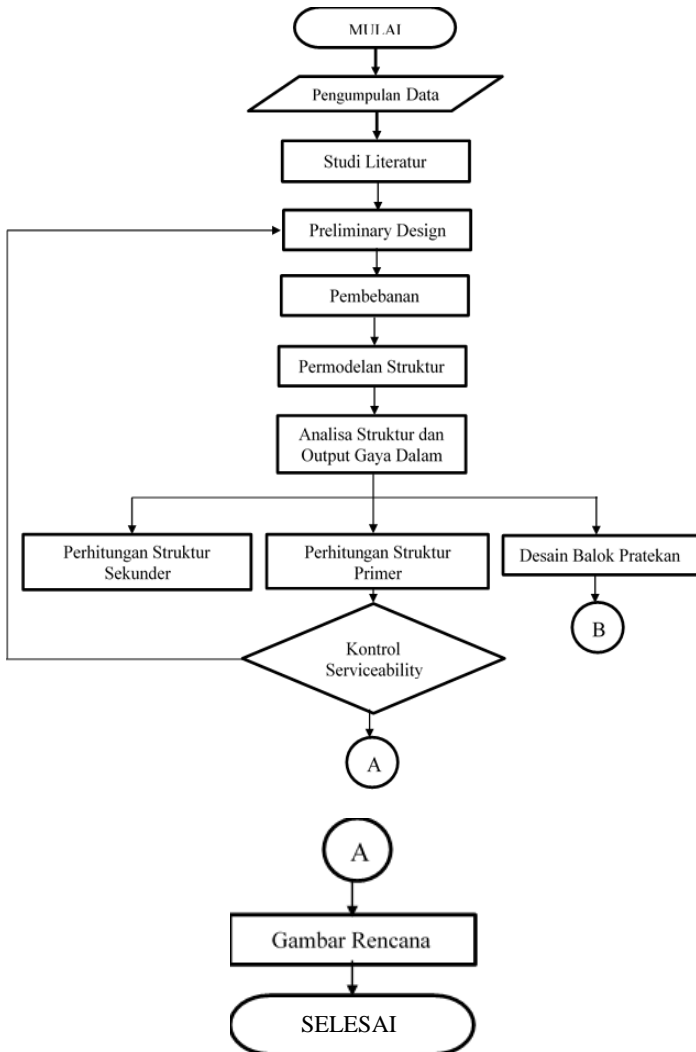 MULAI
Pengumpulan Data
Studi Literatur
Preliminary Design
Pembebanan
Permodelan Struktur
Analisa Struktur dan
Output Gaya Dalam
Perhitungan Struktur
Sekunder
Perhitungan Struktur
Primer
Desain Balok Pratekan
B
Kontrol
Serviceability
A
A
Gambar Rencana
SELESAI